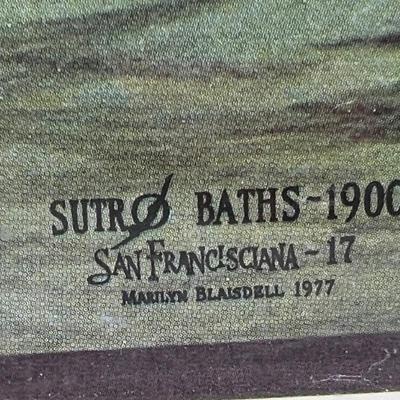 SUTRO BATHS~1900
SAN FRANCISCIANA~17
MARILYN BLAISDELL 1977